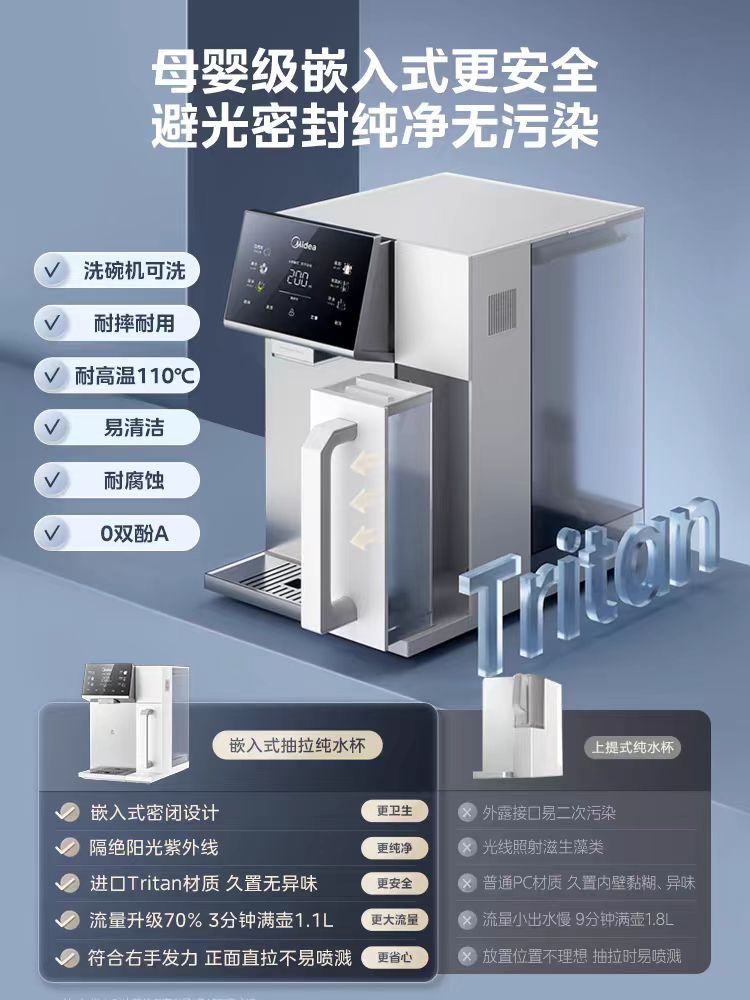 母婴级嵌入式更安全
避光密封纯净无污染
Midea
200
洗碗机可洗
耐摔耐用
耐高温110℃
易清洁
耐腐蚀
0双酚A
Tritan
嵌入式抽拉纯水杯
上提式纯水杯
嵌入式密闭设计 更卫生
外露接口易二次污染
隔绝阳光紫外线 更纯净
光线照射滋生藻类
进口Tritan材质 久置无异味 更安全
普通PC材质 久置内壁黏糊、异味
流量升级70% 3分钟满壶1.1L 更大流量
流量小出水慢 9分钟满壶1.8L
符合右手发力 正面直拉不易喷溅 更省心
放置位置不理想 抽拉时易喷溅